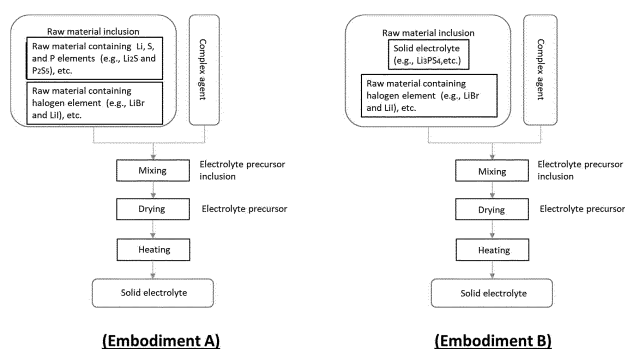 Raw material inclusion
Raw material containing Li, S,
and P elements (e.g., Li2S and
P2S5), etc.
Raw material containing
halogen element (e.g., LiBr
and LiI), etc.
Complex agent
Mixing
Electrolyte precursor
inclusion
Drying
Electrolyte precursor
Heating
Solid electrolyte
(Embodiment A)
Raw material inclusion
Solid electrolyte
(e.g., Li3PS4,etc.)
Raw material containing
halogen element (e.g., LiBr
and LiI), etc.
Complex agent
Mixing
Electrolyte precursor
inclusion
Drying
Electrolyte precursor
Heating
Solid electrolyte
(Embodiment B)